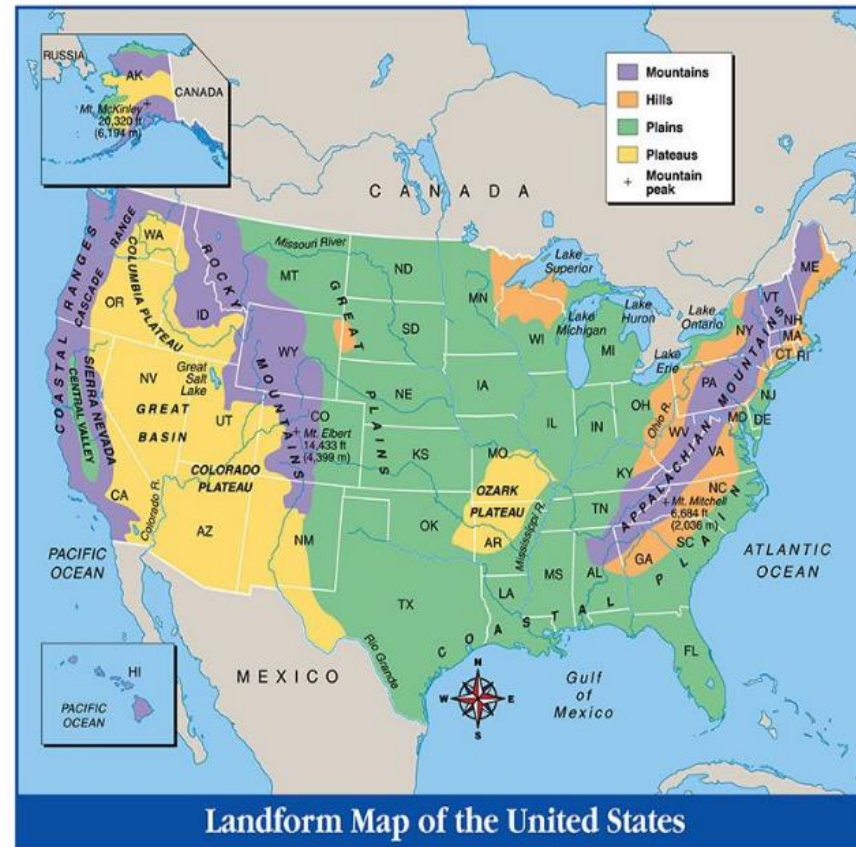 RUSSIA
AK
CANADA
Mt. McKinley
20,320 ft
(6,194 m)
Mountains
Hills
Plains
Plateaus
+ Mountain
peak
CANADA
COASTAL RANGES
CASCADE RANGE
WA
COLUMBIA PLATEAU
OR
ID
ROCKY MOUNTAINS
Missouri River
MT
ND
MN
Lake
Superior
GREAT PLAINS
SD
WY
WI
Lake
Michigan
MI
Lake
Huron
Lake
Ontario
Lake
Erie
NY
VT
ME
NH
MA
CT
RI
SIERRA NEVADA
CENTRAL VALLEY
NV
Great
Salt
Lake
GREAT
BASIN
UT
CO
Mt. Elbert
14,433 ft
(4,399 m)
NE
IA
IL
IN
OH
Ohio R.
PA
NJ
MD
DE
WV
VA
APPALACHIAN MOUNTAINS
CA
Colorado R.
COLORADO
PLATEAU
KS
MO
OZARK
PLATEAU
KY
TN
NC
Mt. Mitchell
6,684 ft
(2,036 m)
SC
AZ
NM
OK
AR
Mississippi R.
MS
AL
GA
TX
LA
COASTAL PLAIN
FL
PACIFIC
OCEAN
ATLANTIC
OCEAN
Rio Grande
MEXICO
Gulf
of
Mexico
N
W
E
S
HI
PACIFIC
OCEAN
Landform Map of the United States